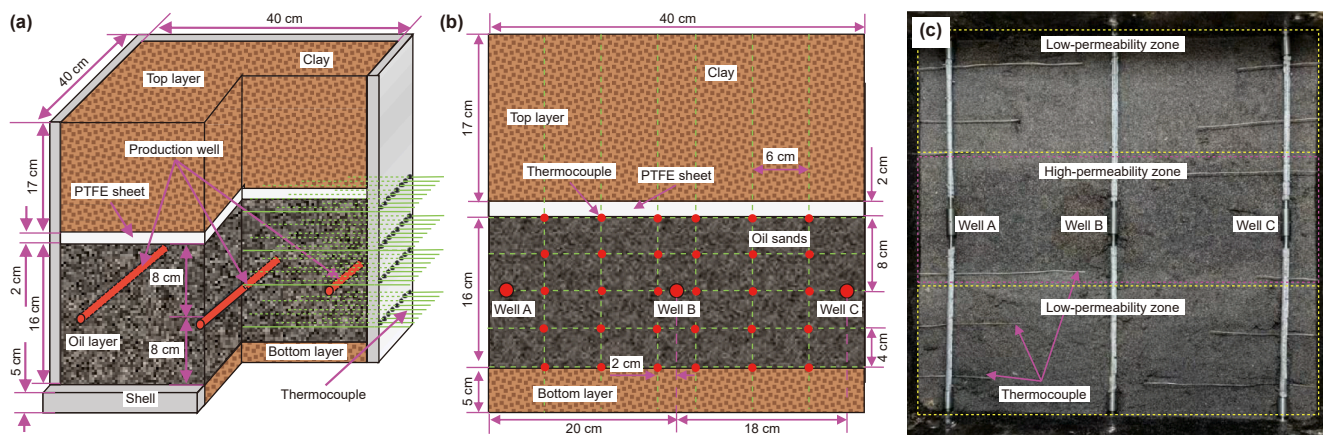 (a)
40 cm
40 cm
Clay
Top layer
Production well
PTFE sheet
17 cm
2 cm
16 cm
5 cm
8 cm
8 cm
Oil layer
Bottom layer
Shell
Thermocouple
(b)
40 cm
Clay
17 cm
Top layer
6 cm
Thermocouple
PTFE sheet
2 cm
Oil sands
8 cm
16 cm
Well A
Well B
Well C
4 cm
2 cm
5 cm
Bottom layer
20 cm
18 cm
(c)
Low-permeability zone
High-permeability zone
Well A
Well B
Well C
Low-permeability zone
Thermocouple